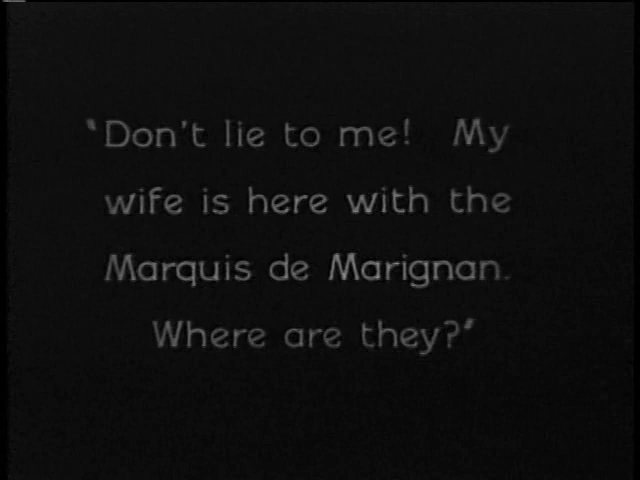 "Don't lie to me! My
wife is here with the
Marquis de Marignan.
Where are they?"